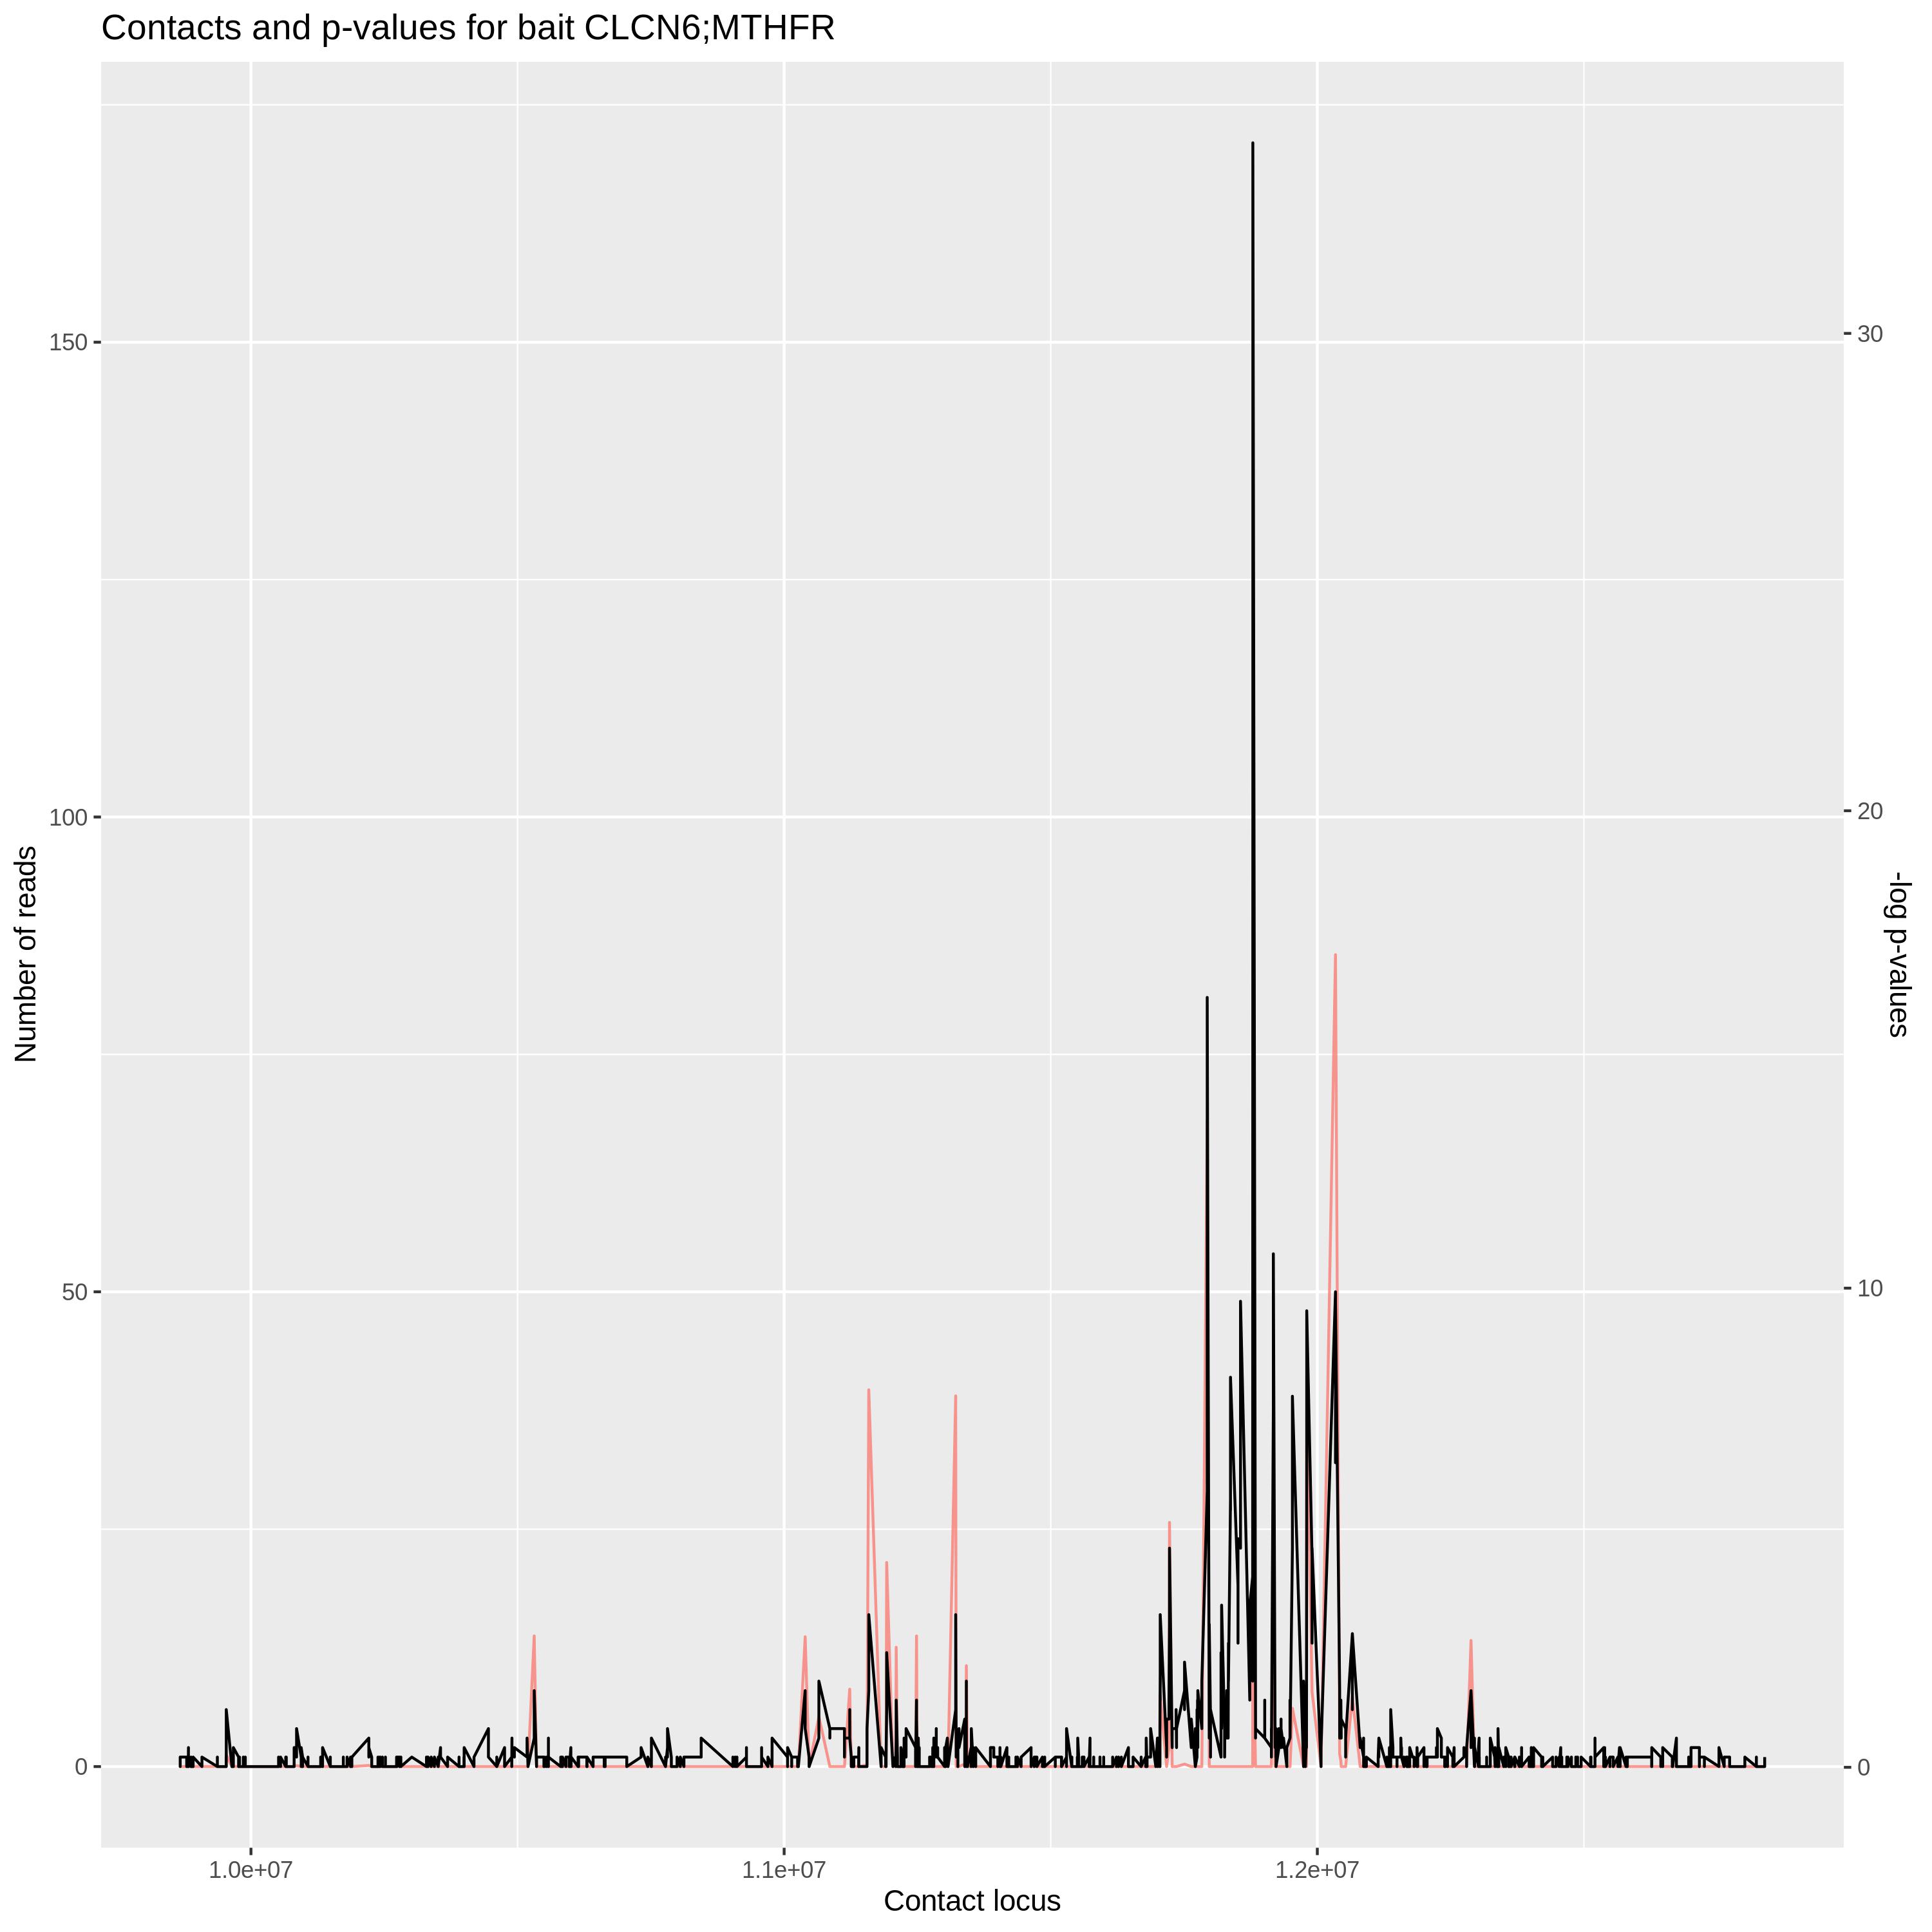 Contacts and p-values for bait CLCN6;MTHFR
150
100
50
0
Number of reads
30
20
10
0
-log p-values
1.0e+07
1.1e+07
1.2e+07
Contact locus